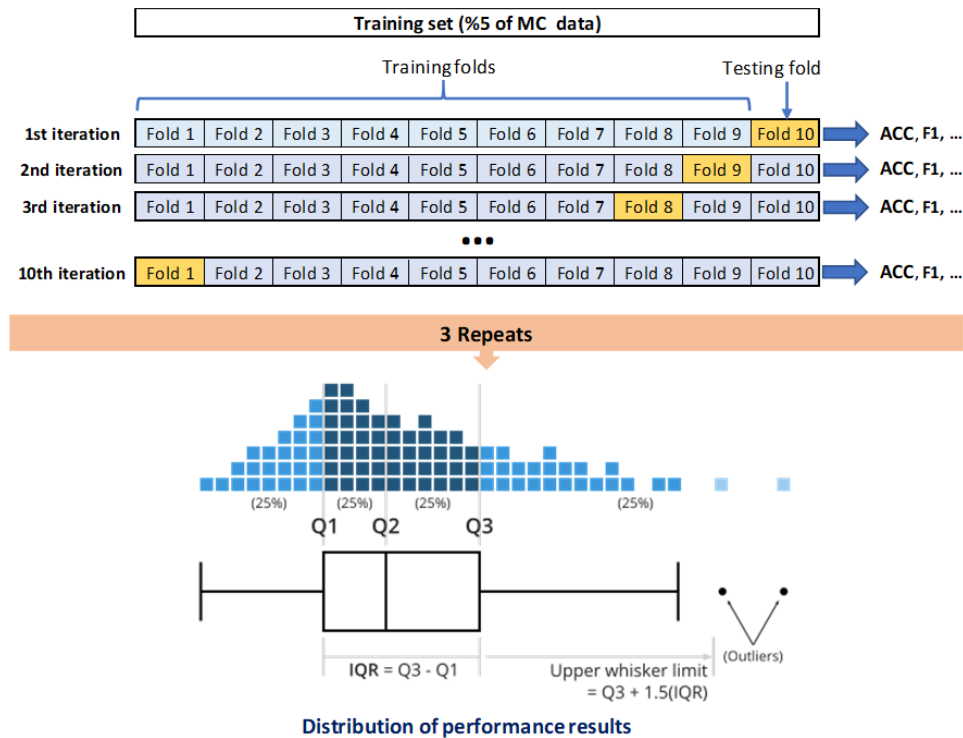 Training set (%5 of MC data)
Training folds
Testing fold
1st iteration Fold 1 Fold 2 Fold 3 Fold 4 Fold 5 Fold 6 Fold 7 Fold 8 Fold 9 Fold 10 ACC, F1, ...
2nd iteration Fold 1 Fold 2 Fold 3 Fold 4 Fold 5 Fold 6 Fold 7 Fold 8 Fold 9 Fold 10 ACC, F1, ...
3rd iteration Fold 1 Fold 2 Fold 3 Fold 4 Fold 5 Fold 6 Fold 7 Fold 8 Fold 9 Fold 10 ACC, F1, ...
...
10th iteration Fold 1 Fold 2 Fold 3 Fold 4 Fold 5 Fold 6 Fold 7 Fold 8 Fold 9 Fold 10 ACC, F1, ...
3 Repeats
(25%) (25%) (25%) (25%)
Q1 Q2 Q3
(Outliers)
IQR = Q3 - Q1
Upper whisker limit
= Q3 + 1.5(IQR)
Distribution of performance results